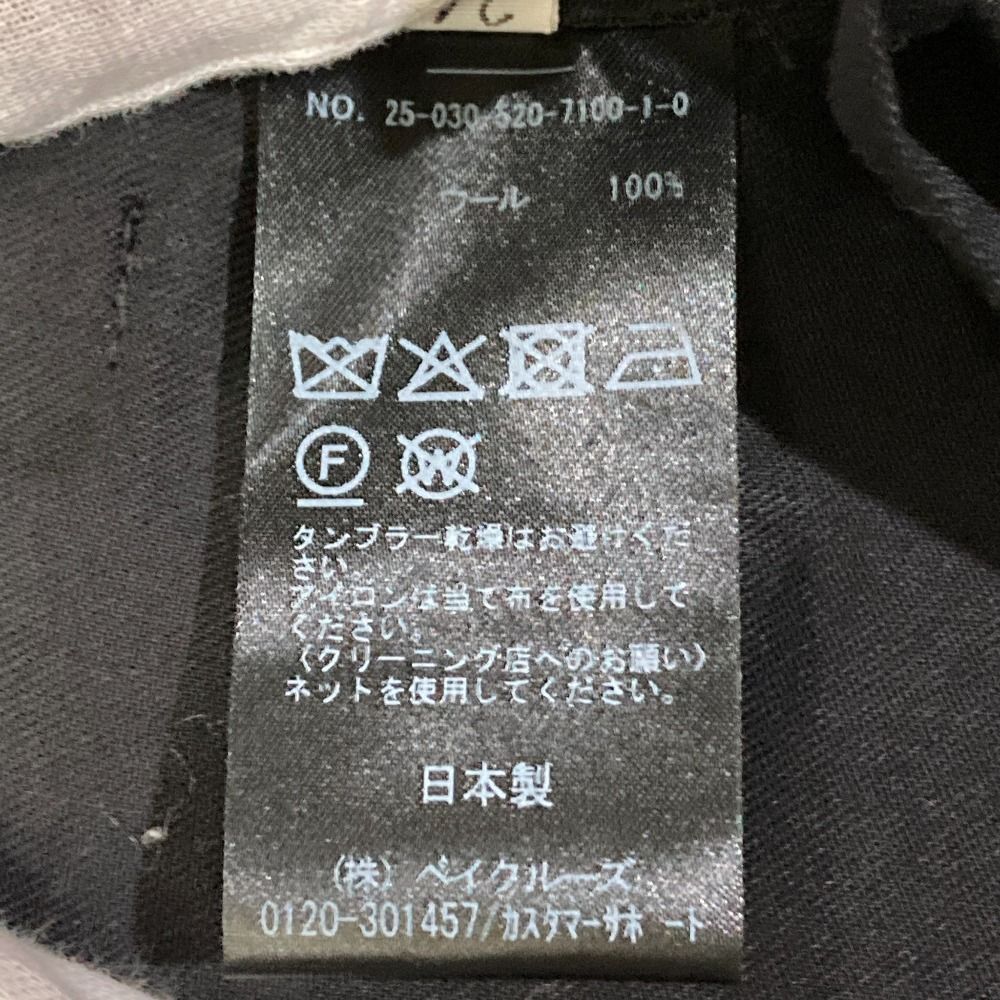 NO. 25-030-520-7100-1-0
ウール 100%
F
W
タンブラー乾燥はお避けくだ
さい。
アイロンは当て布を使用して
ください。
(クリーニング店へのお願い)
ネットを使用してください。
日本製
(株) ベイクルーズ
0120-301457/カスタマーサポート